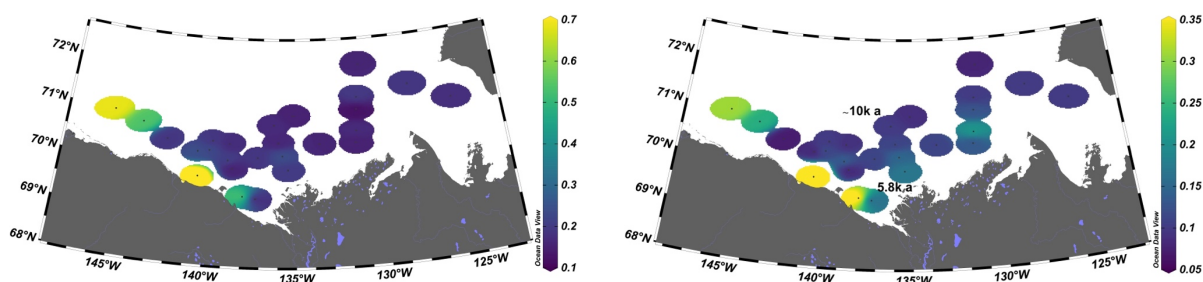 72°N
71°N
70°N
69°N
68°N
145°W
140°W
135°W
130°W
125°W
Ocean Data View
0.7
0.6
0.5
0.4
0.3
0.2
0.1
72°N
71°N
70°N
69°N
68°N
145°W
140°W
135°W
130°W
125°W
~10k a
5.8k a
Ocean Data View
0.35
0.3
0.25
0.2
0.15
0.1
0.05